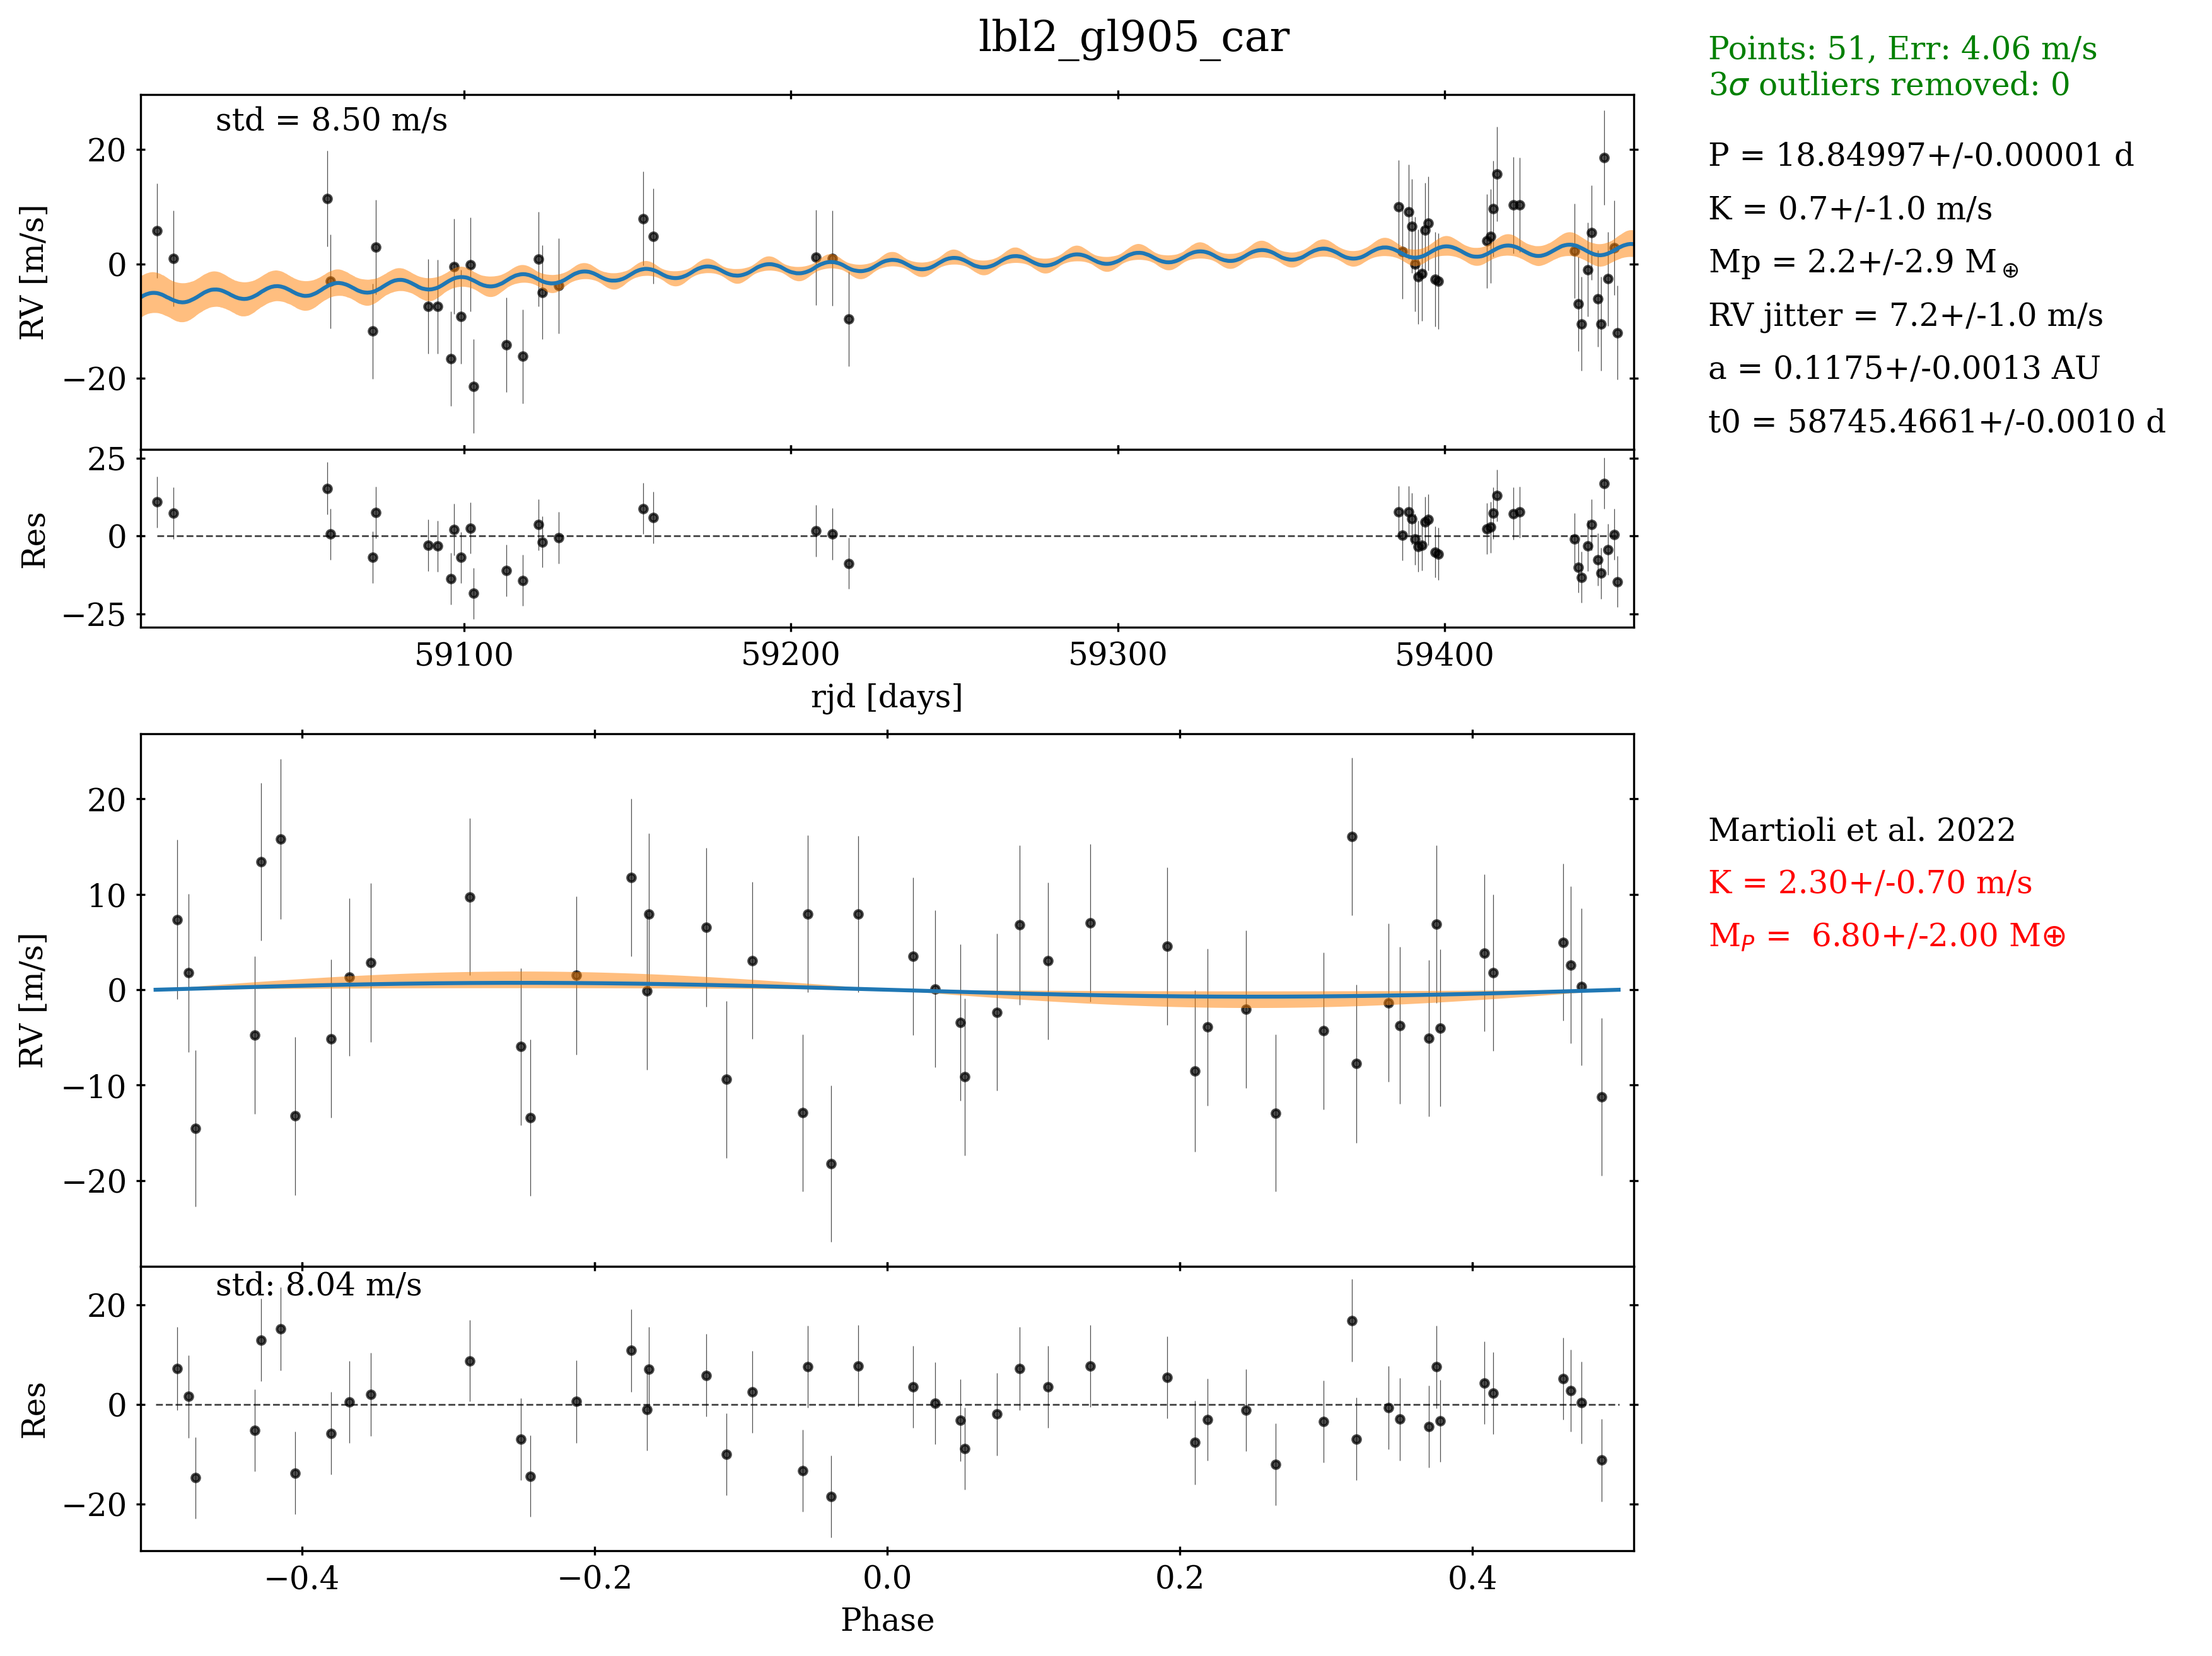 lbl2_gl905_car
Points: 51, Err: 4.06 m/s
3σ outliers removed: 0
std = 8.50 m/s
20
0
−20
RV [m/s]
P = 18.84997+/-0.00001 d
K = 0.7+/-1.0 m/s
Mp = 2.2+/-2.9 M⊕
RV jitter = 7.2+/-1.0 m/s
a = 0.1175+/-0.0013 AU
t0 = 58745.4661+/-0.0010 d
25
0
−25
Res
59100 59200 59300 59400
rjd [days]
20
10
0
−10
−20
RV [m/s]
Martioli et al. 2022
K = 2.30+/-0.70 m/s
M_P = 6.80+/-2.00 M⊕
std: 8.04 m/s
20
0
−20
Res
−0.4 −0.2 0.0 0.2 0.4
Phase